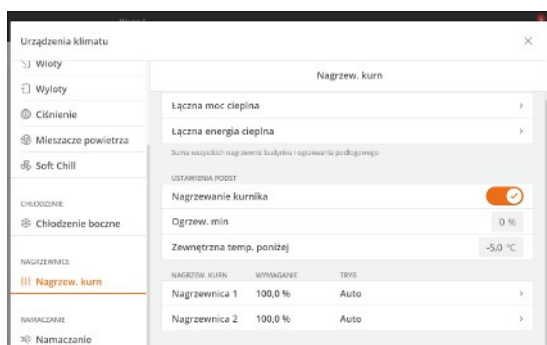 Urządzenia klimatu
Wloty
Wyloty
Ciśnienie
Mieszacze powietrza
Soft Chill
CHŁODZENIE
Chłodzenie boczne
NAGRZEWNICE
Nagrzew. kurn
NAMACZANIE
Namaczanie
Nagrzew. kurn
Łączna moc cieplna
Łączna energia cieplna
Suma wszystkich nagrzewnic budynku i ogrzewania podłogowego
USTAWIENIA PODST
Nagrzewanie kurnika
Ogrzew. min 0 %
Zewnętrzna temp. poniżej -5,0 °C
NAGRZEW. KURN WYMAGANIE TRYB
Nagrzewnica 1 100,0 % Auto
Nagrzewnica 2 100,0 % Auto